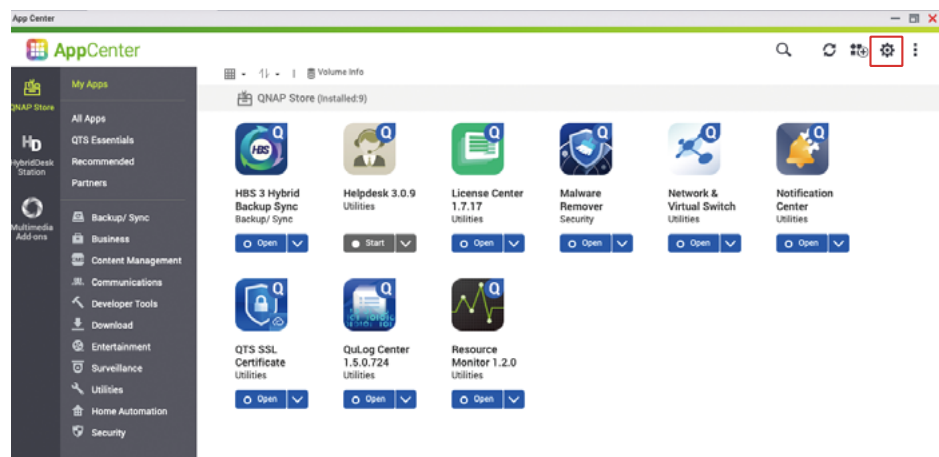 App Center
AppCenter
QNAP Store
HybridDesk
Station
Multimedia
Add-ons
My Apps
All Apps
QTS Essentials
Recommended
Partners
Backup/ Sync
Business
Content Management
Communications
Developer Tools
Download
Entertainment
Surveillance
Utilities
Home Automation
Security
Volume Info
QNAP Store (Installed:9)
HBS 3 Hybrid
Backup Sync
Backup/ Sync
Open
Helpdesk 3.0.9
Utilities
Start
License Center
1.7.17
Utilities
Open
Malware
Remover
Security
Open
Network &
Virtual Switch
Utilities
Open
Notification
Center
Utilities
Open
QTS SSL
Certificate
Utilities
Open
QuLog Center
1.5.0.724
Utilities
Open
Resource
Monitor 1.2.0
Utilities
Open